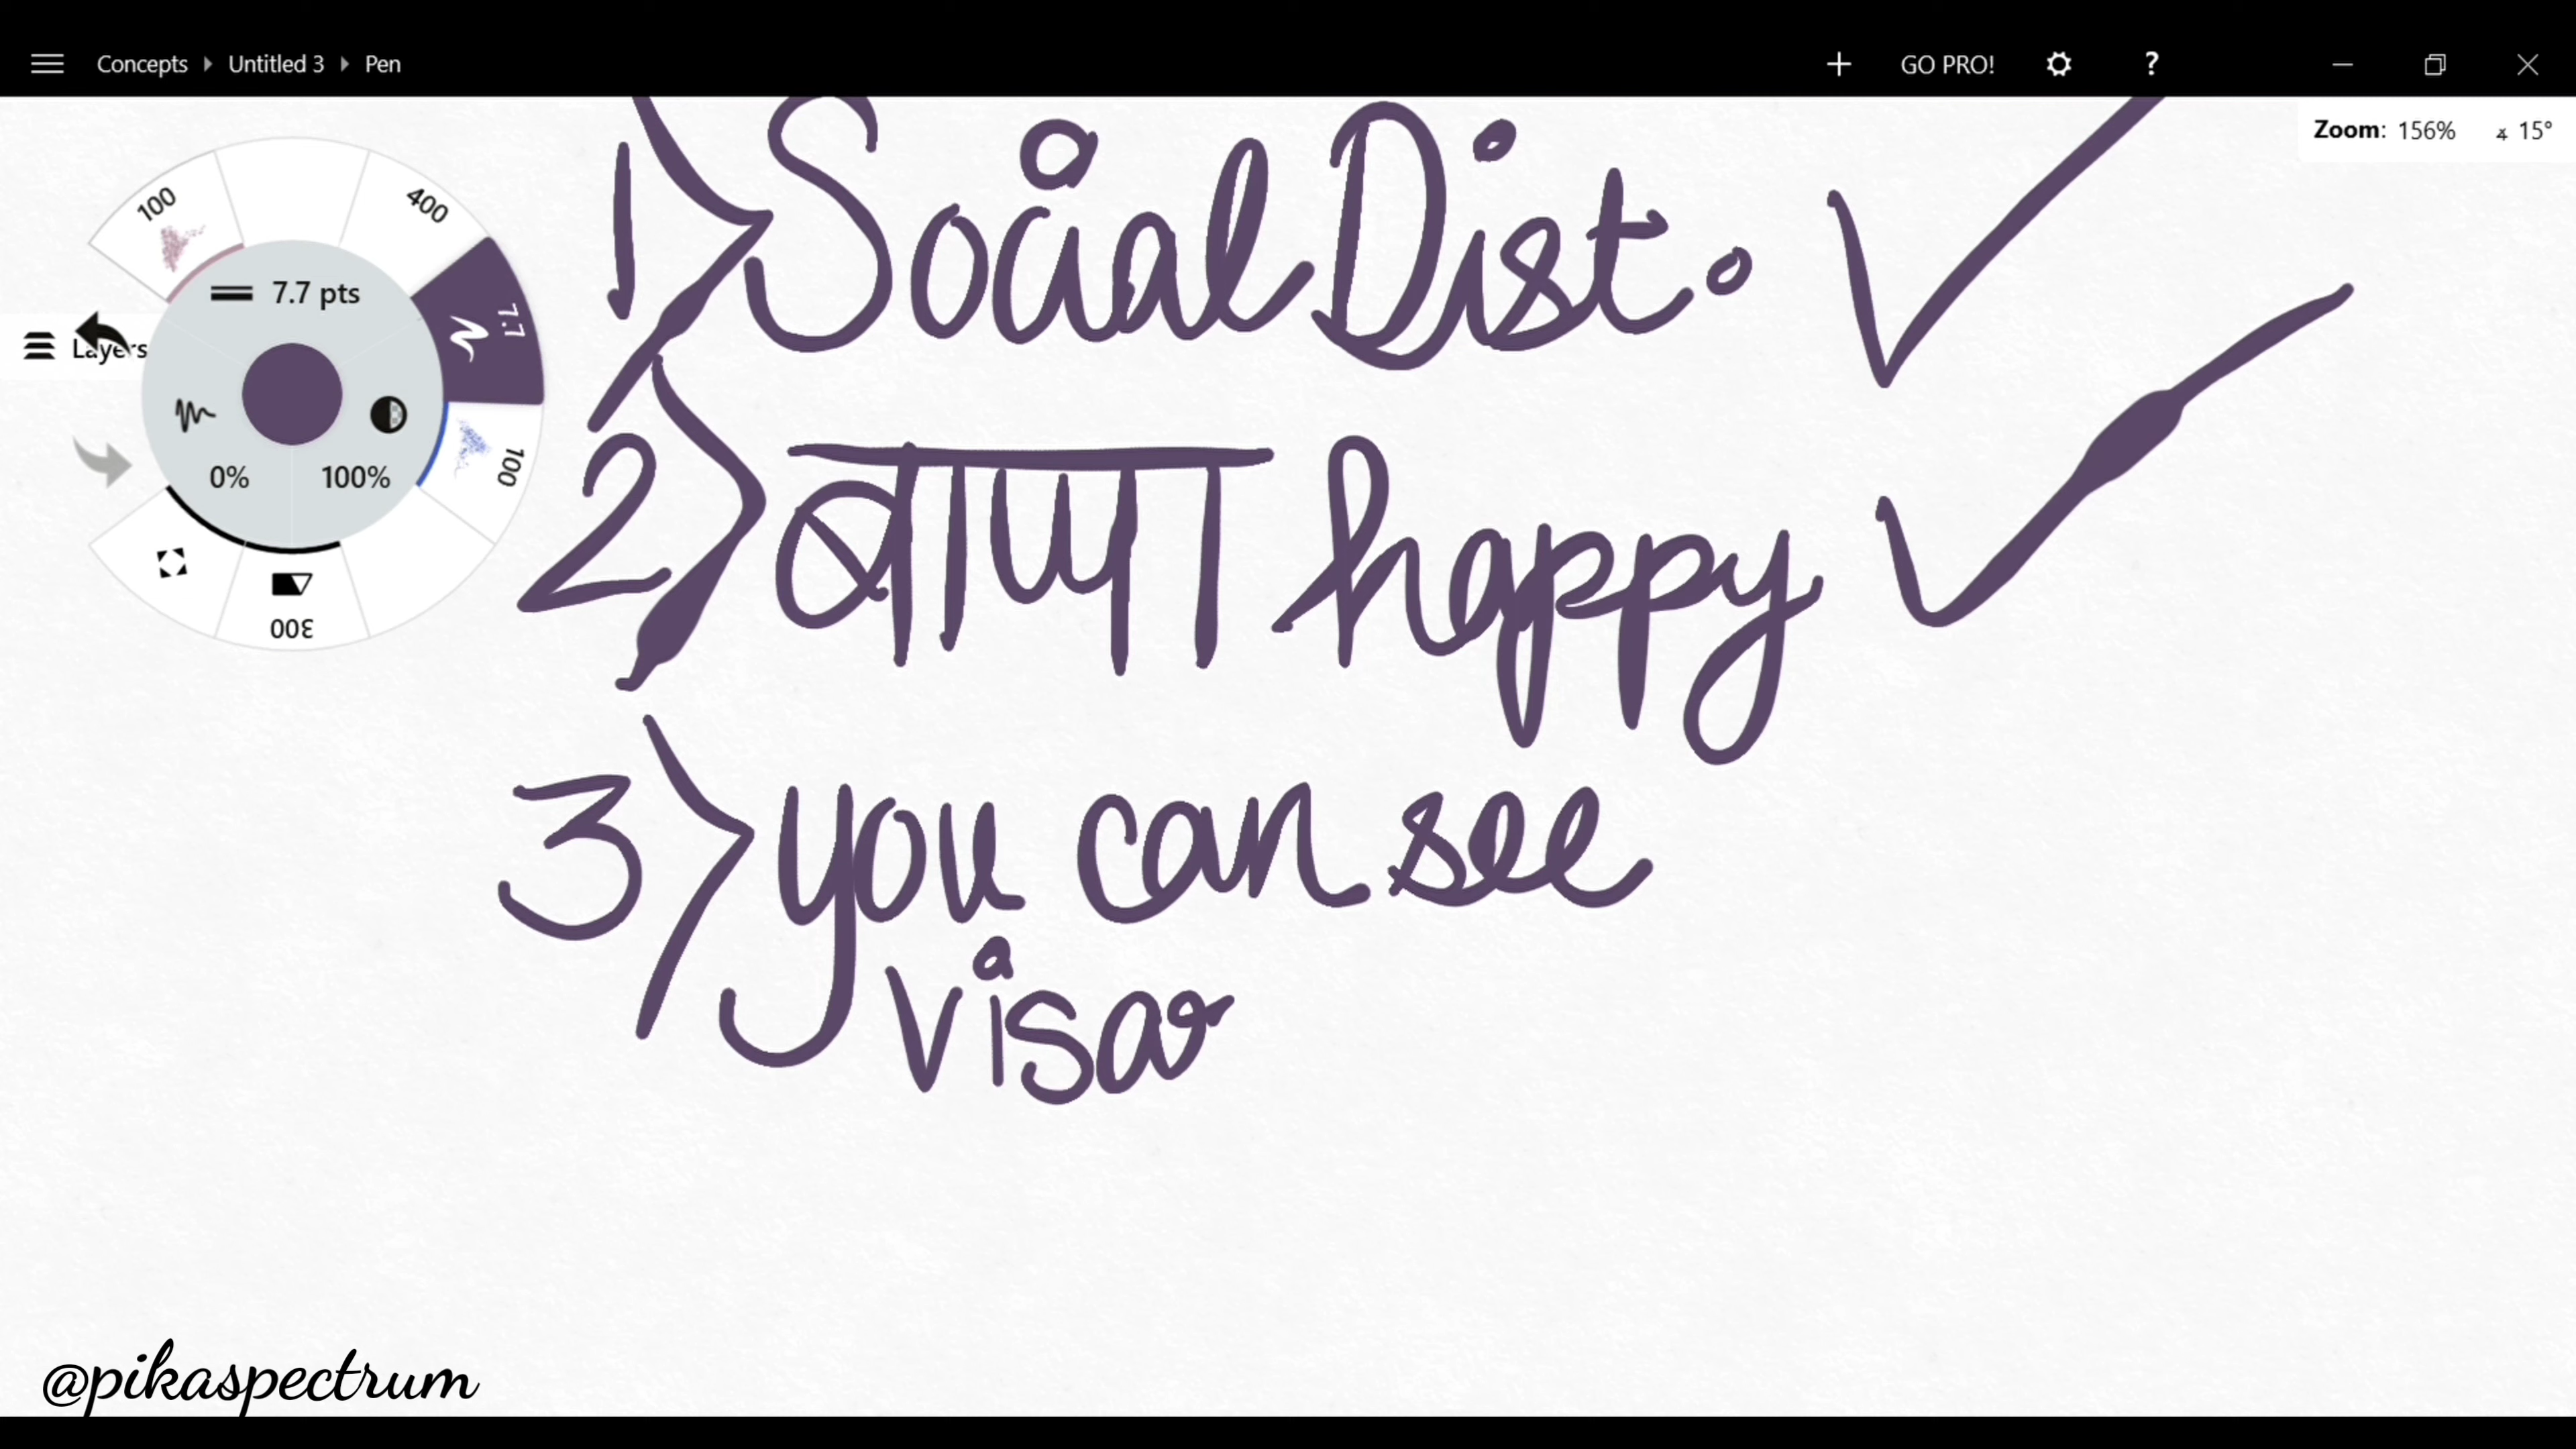 Concepts Untitled 3 Pen
GO PRO! ?
Zoom: 156% 15°
100
400
7.7 pts
7.7
Layers
0% 100%
100
300
1> Social Dist.
2> बाप्पा happy
3> you can see
visar
@pikaspectrum